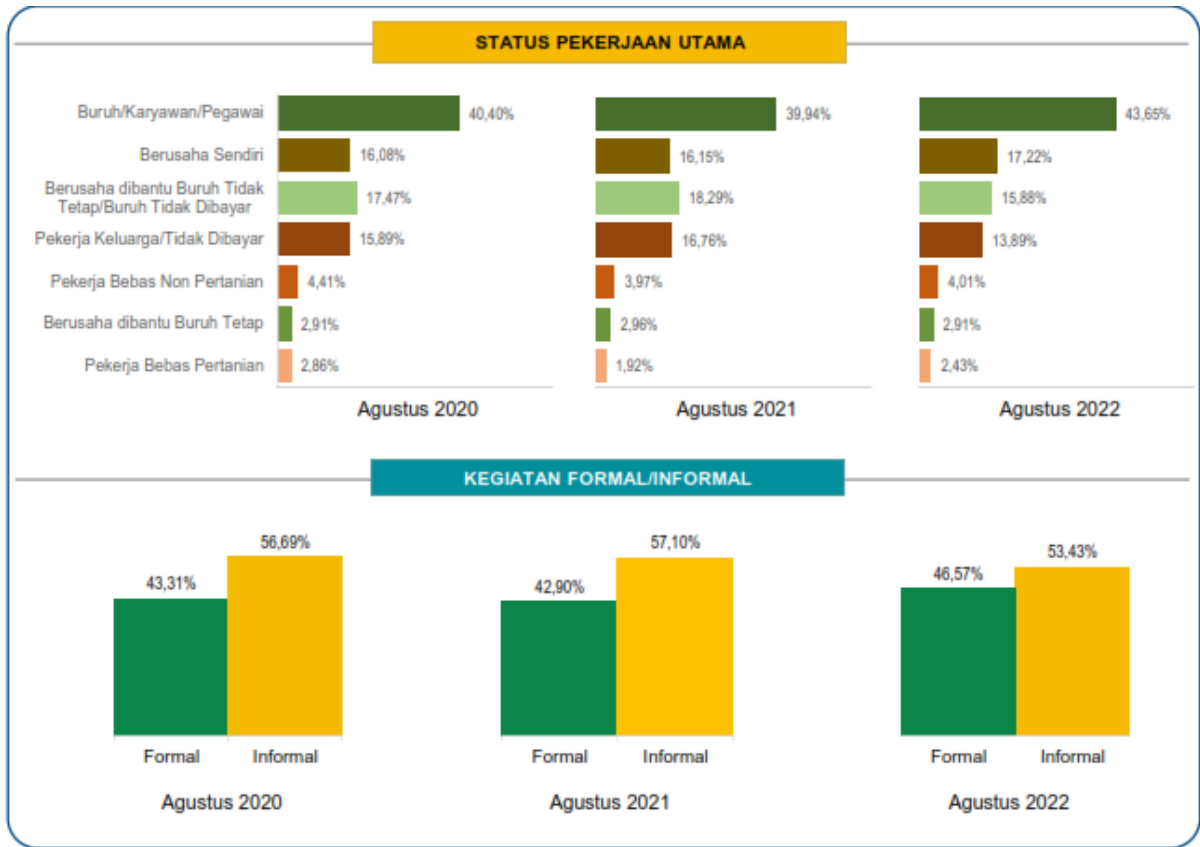 STATUS PEKERJAAN UTAMA
Buruh/Karyawan/Pegawai
40,40%
39,94%
43,65%
Berusaha Sendiri
16,08%
16,15%
17,22%
Berusaha dibantu Buruh Tidak
Tetap/Buruh Tidak Dibayar
17,47%
18,29%
15,88%
Pekerja Keluarga/Tidak Dibayar
15,89%
16,76%
13,89%
Pekerja Bebas Non Pertanian
4,41%
3,97%
4,01%
Berusaha dibantu Buruh Tetap
2,91%
2,96%
2,91%
Pekerja Bebas Pertanian
2,86%
1,92%
2,43%
Agustus 2020
Agustus 2021
Agustus 2022
KEGIATAN FORMAL/INFORMAL
43,31%
56,69%
42,90%
57,10%
46,57%
53,43%
Formal
Informal
Formal
Informal
Formal
Informal
Agustus 2020
Agustus 2021
Agustus 2022